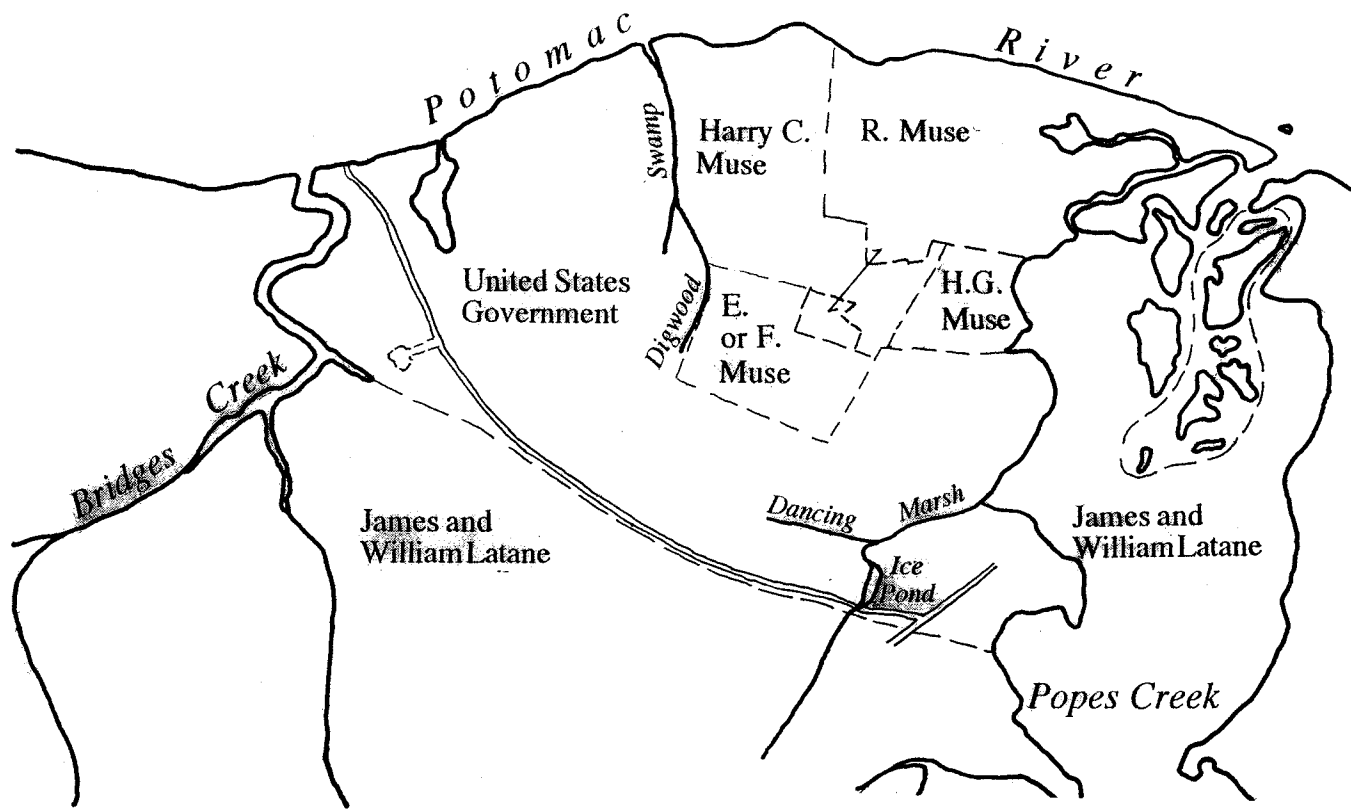 Potomac River
Swamp
Harry C.
Muse
R. Muse
United States
Government
Digwood
E.
or F.
Muse
H.G.
Muse
Bridges Creek
James and
William Latane
Dancing Marsh
Ice
Pond
James and
William Latane
Popes Creek